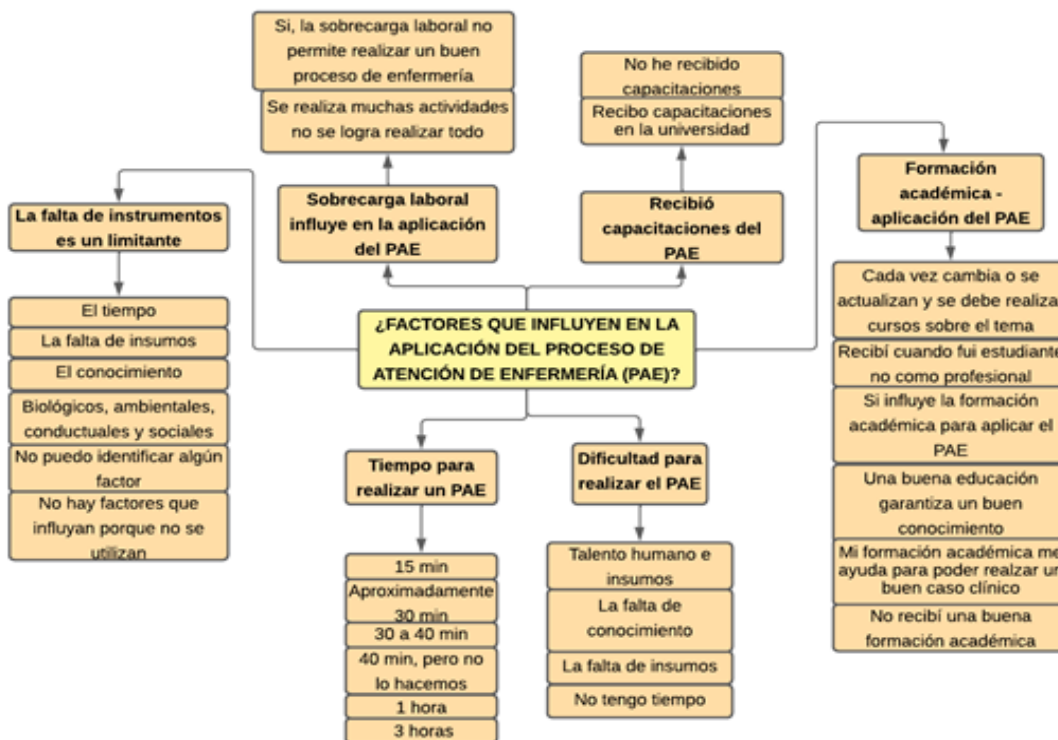 Si, la sobrecarga laboral no
permite realizar un buen
proceso de enfermería
Se realiza muchas actividades
no se logra realizar todo
Sobrecarga laboral
influye en la aplicación
del PAE
No he recibido
capacitaciones
Recibo capacitaciones
en la universidad
Recibió
capacitaciones del
PAE
Formación
académica -
aplicación del PAE
Cada vez cambia o se
actualizan y se debe realiza
cursos sobre el tema
Recibí cuando fui estudiante
no como profesional
Si influye la formación
académica para aplicar el
PAE
Una buena educación
garantiza un buen
conocimiento
Mi formación académica me
ayuda para poder realzar un
buen caso clínico
No recibí una buena
formación académica
La falta de instrumentos
es un limitante
El tiempo
La falta de insumos
El conocimiento
Biológicos, ambientales,
conductuales y sociales
No puedo identificar algún
factor
No hay factores que
influyan porque no se
utilizan
¿FACTORES QUE INFLUYEN EN LA
APLICACIÓN DEL PROCESO DE
ATENCIÓN DE ENFERMERÍA (PAE)?
Tiempo para
realizar un PAE
15 min
Aproximadamente
30 min
30 a 40 min
40 min, pero no
lo hacemos
1 hora
3 horas
Dificultad para
realizar el PAE
Talento humano e
insumos
La falta de
conocimiento
La falta de insumos
No tengo tiempo